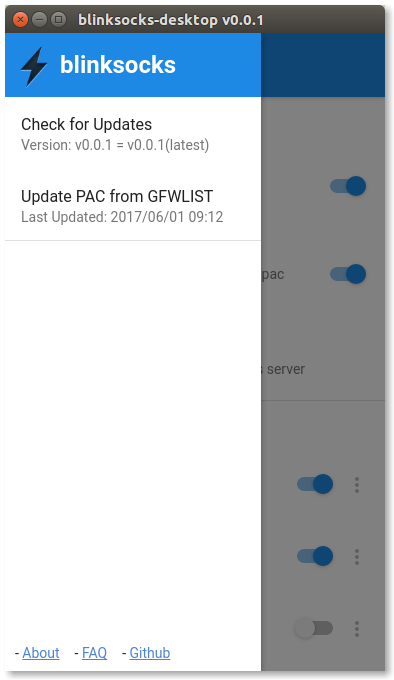 blinksocks-desktop v0.0.1
blinksocks
Check for Updates
Version: v0.0.1 = v0.0.1(latest)
Update PAC from GFWLIST
Last Updated: 2017/06/01 09:12
pac
server
- About - FAQ - Github